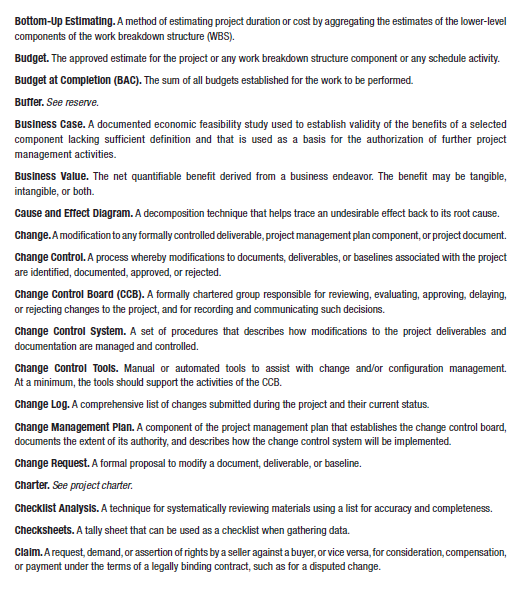 Bottom-Up Estimating. A method of estimating project duration or cost by aggregating the estimates of the lower-level
components of the work breakdown structure (WBS).
Budget. The approved estimate for the project or any work breakdown structure component or any schedule activity.
Budget at Completion (BAC). The sum of all budgets established for the work to be performed.
Buffer. See reserve.
Business Case. A documented economic feasibility study used to establish validity of the benefits of a selected
component lacking sufficient definition and that is used as a basis for the authorization of further project
management activities.
Business Value. The net quantifiable benefit derived from a business endeavor. The benefit may be tangible,
intangible, or both.
Cause and Effect Diagram. A decomposition technique that helps trace an undesirable effect back to its root cause.
Change. A modification to any formally controlled deliverable, project management plan component, or project document.
Change Control. A process whereby modifications to documents, deliverables, or baselines associated with the project
are identified, documented, approved, or rejected.
Change Control Board (CCB). A formally chartered group responsible for reviewing, evaluating, approving, delaying,
or rejecting changes to the project, and for recording and communicating such decisions.
Change Control System. A set of procedures that describes how modifications to the project deliverables and
documentation are managed and controlled.
Change Control Tools. Manual or automated tools to assist with change and/or configuration management.
At a minimum, the tools should support the activities of the CCB.
Change Log. A comprehensive list of changes submitted during the project and their current status.
Change Management Plan. A component of the project management plan that establishes the change control board,
documents the extent of its authority, and describes how the change control system will be implemented.
Change Request. A formal proposal to modify a document, deliverable, or baseline.
Charter. See project charter.
Checklist Analysis. A technique for systematically reviewing materials using a list for accuracy and completeness.
Checksheets. A tally sheet that can be used as a checklist when gathering data.
Claim. A request, demand, or assertion of rights by a seller against a buyer, or vice versa, for consideration, compensation,
or payment under the terms of a legally binding contract, such as for a disputed change.